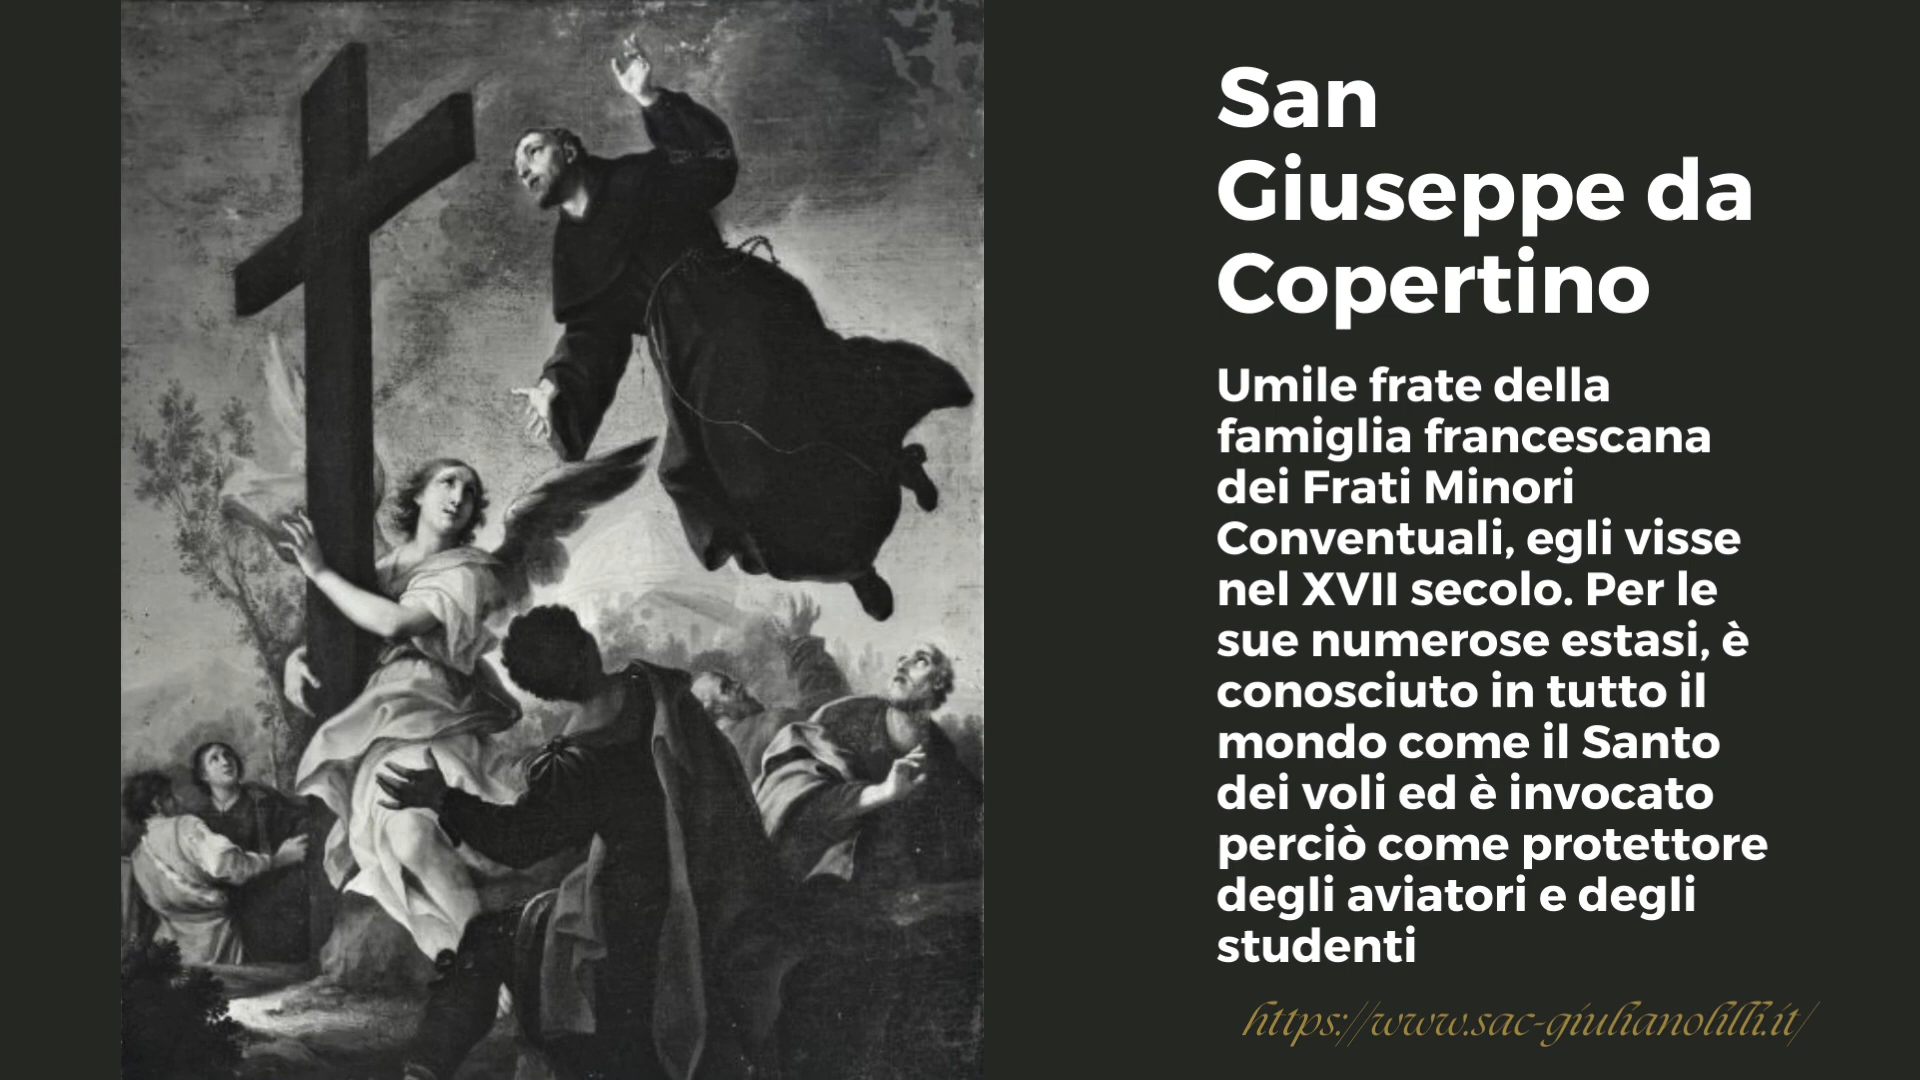 San
Giuseppe da
Copertino
Umile frate della
famiglia francescana
dei Frati Minori
Conventuali, egli visse
nel XVII secolo. Per le
sue numerose estasi, è
conosciuto in tutto il
mondo come il Santo
dei voli ed è invocato
perciò come protettore
degli aviatori e degli
studenti
https://www.sac-giulianolilli.it/